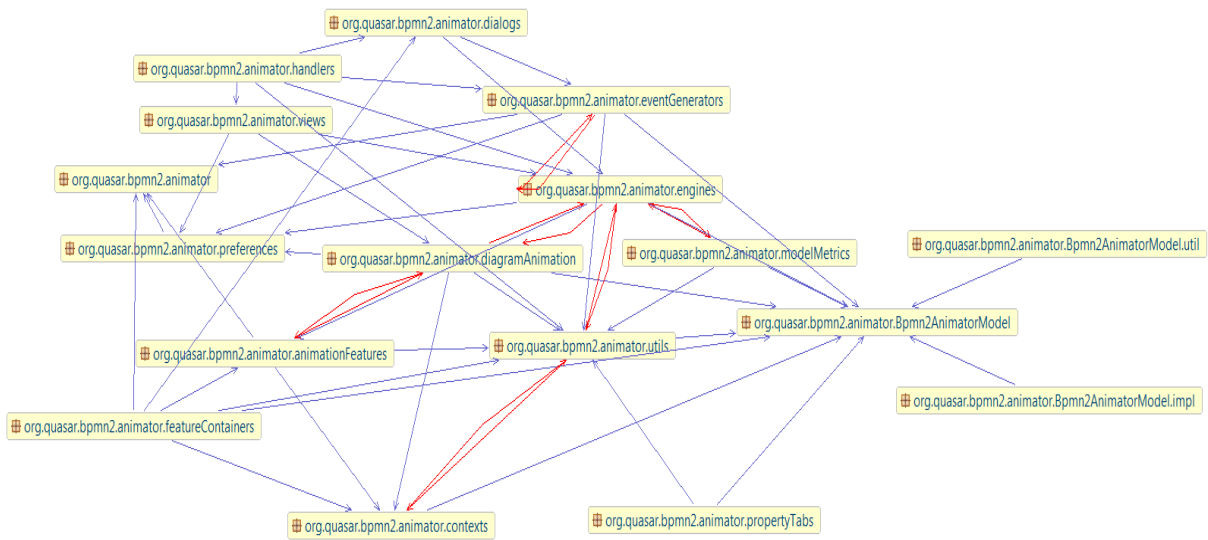 org.quasar.bpmn2.animator.dialogs
org.quasar.bpmn2.animator.handlers
org.quasar.bpmn2.animator.eventGenerators
org.quasar.bpmn2.animator.views
org.quasar.bpmn2.animator
org.quasar.bpmn2.animator.engines
org.quasar.bpmn2.animator.preferences
org.quasar.bpmn2.animator.diagramAnimation
org.quasar.bpmn2.animator.modelMetrics
org.quasar.bpmn2.animator.Bpmn2AnimatorModel.util
org.quasar.bpmn2.animator.Bpmn2AnimatorModel
org.quasar.bpmn2.animator.animationFeatures
org.quasar.bpmn2.animator.utils
org.quasar.bpmn2.animator.Bpmn2AnimatorModel.impl
org.quasar.bpmn2.animator.featureContainers
org.quasar.bpmn2.animator.contexts
org.quasar.bpmn2.animator.propertyTabs